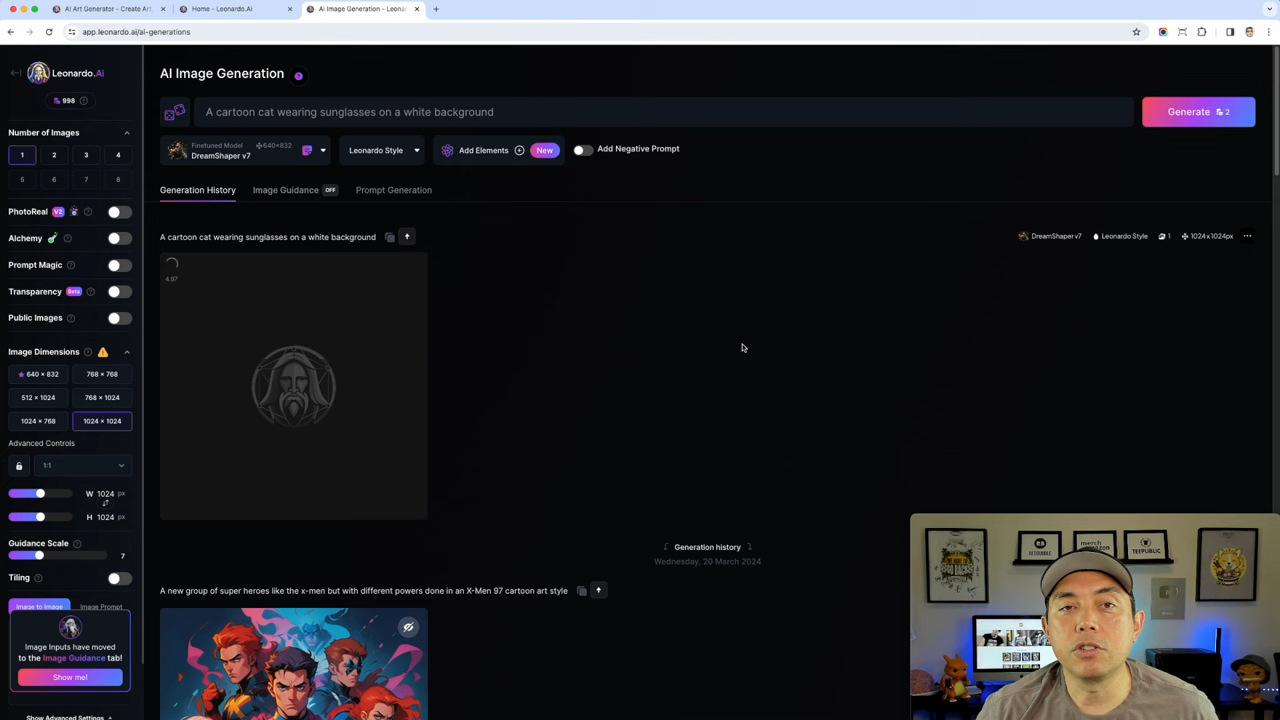 AI Art Generator - Create Art,
Home - Leonardo.Ai
AI Image Generation - Leona
app.leonardo.ai/ai-generations
Leonardo.Ai
998
Number of Images
1 2 3 4
5 6 7 8
PhotoReal V2
Alchemy
Prompt Magic
Transparency Beta
Public Images
Image Dimensions
640 × 832 768 × 768
512 × 1024 768 × 1024
1024 × 768 1024 × 1024
Advanced Controls
1:1
W 1024 px
H 1024 px
Guidance Scale
7
Tiling
Image to Image Image Prompt
Image Inputs have moved
to the Image Guidance tab!
Show me!
Show Advanced Settings
AI Image Generation
A cartoon cat wearing sunglasses on a white background
Generate 2
Finetuned Model 640×832
DreamShaper v7
Leonardo Style
Add Elements
New
Add Negative Prompt
Generation History
Image Guidance OFF
Prompt Generation
A cartoon cat wearing sunglasses on a white background
DreamShaper v7 Leonardo Style 1 1024x1024px
4.97
Generation history
Wednesday, 20 March 2024
A new group of super heroes like the x-men but with different powers done in an X-Men 97 cartoon art style
REDBUBBLE
merch
amazon
TEEPUBLIC